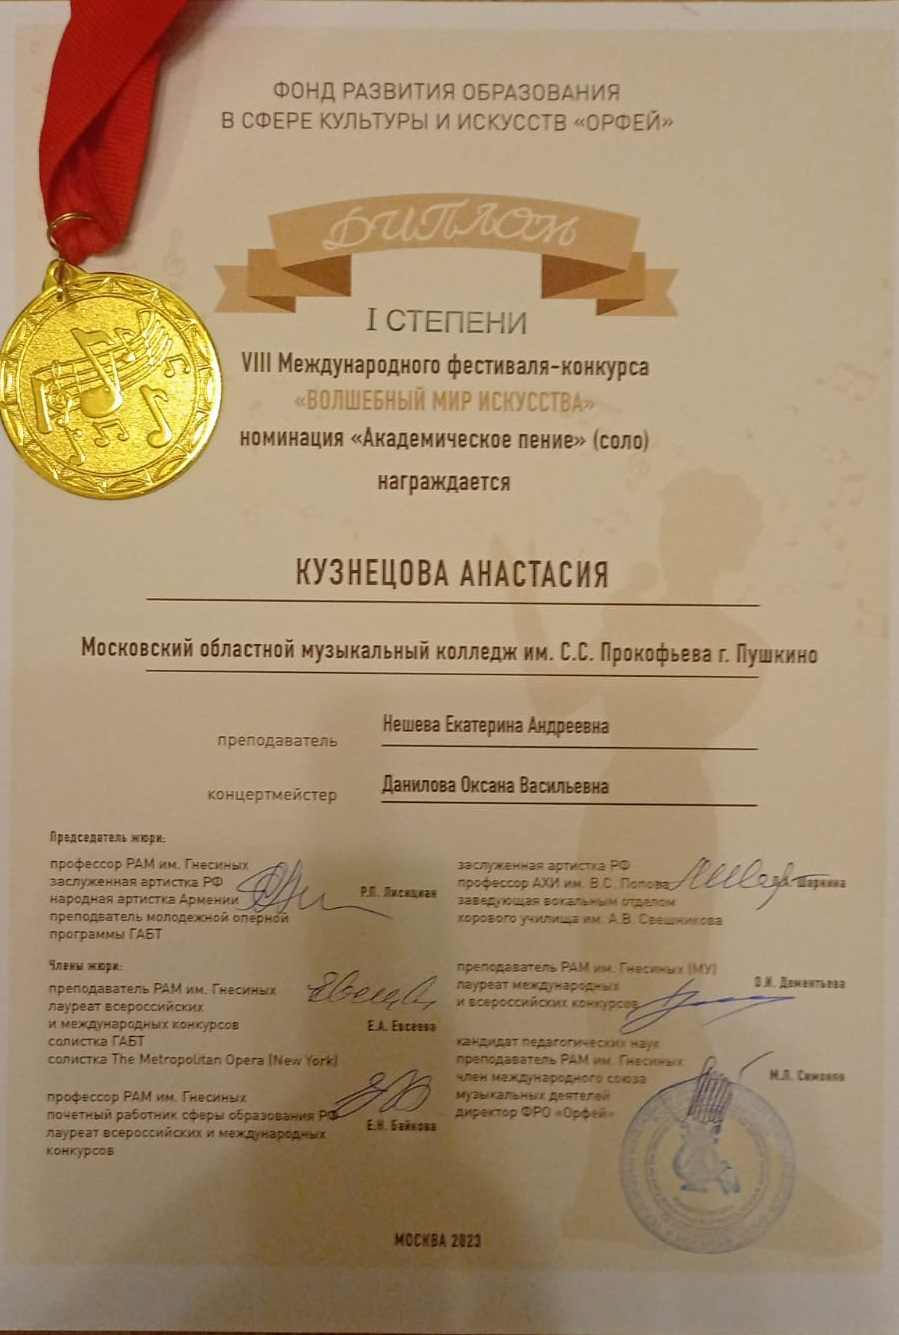 ФОНД РАЗВИТИЯ ОБРАЗОВАНИЯ
В СФЕРЕ КУЛЬТУРЫ И ИСКУССТВ «ОРФЕЙ»
ДИПЛОМ
I СТЕПЕНИ
VIII Международного фестиваля-конкурса
«ВОЛШЕБНЫЙ МИР ИСКУССТВА»
номинация «Академическое пение» (соло)
награждается
КУЗНЕЦОВА АНАСТАСИЯ
Московский областной музыкальный колледж им. С.С. Прокофьева г. Пушкино
преподаватель
Нешева Екатерина Андреевна
концертмейстер
Данилова Оксана Васильевна
Председатель жюри:
профессор РАМ им. Гнесиных
заслуженная артистка РФ
народная артистка Армении
преподватель молодежной оперной
программы ГАБТ
Р.П. Лисициан
заслуженная артистка РФ
профессор АХИ им. В.С. Попова
заведующая вокальным отделом
хорового училища им. А.В. Свешникова
Шаркина
Члены жюри:
преподаватель РАМ им. Гнесиных
лауреат всероссийских
и международных конкурсов
солистка ГАБТ
солистка The Metropolitan Opera (New York)
Е.А. Евсеева
преподаватель РАМ им. Гнесиных (МУ)
лауреат международных
и всероссийских конкурсов
О.И. Дементьева
профессор РАМ им. Гнесиных
почетный работник сферы образования РФ
лауреат всероссийских и международных
конкурсов
Е.Н. Байкова
кандидат педагогических наук
преподаватель РАМ им. Гнесиных
член международного союза
музыкальных деятелей
директор ФРО «Орфей»
М.Л. Симонян
МОСКВА 2023